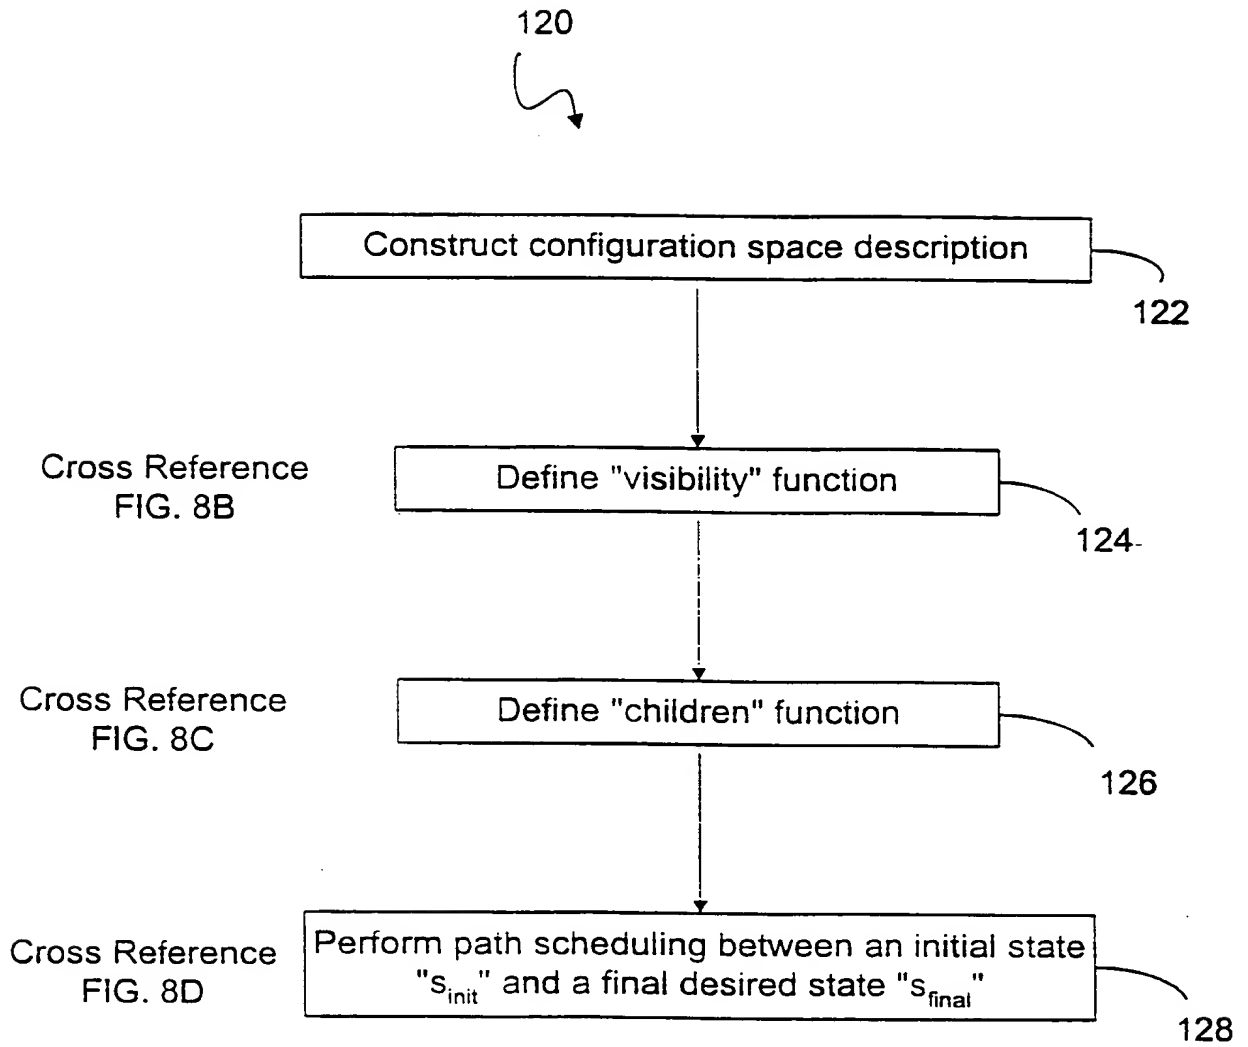 120
Construct configuration space description
122
Cross Reference
FIG. 8B
Define "visibility" function
124
Cross Reference
FIG. 8C
Define "children" function
126
Cross Reference
FIG. 8D
Perform path scheduling between an initial state
"s_init" and a final desired state "s_final"
128